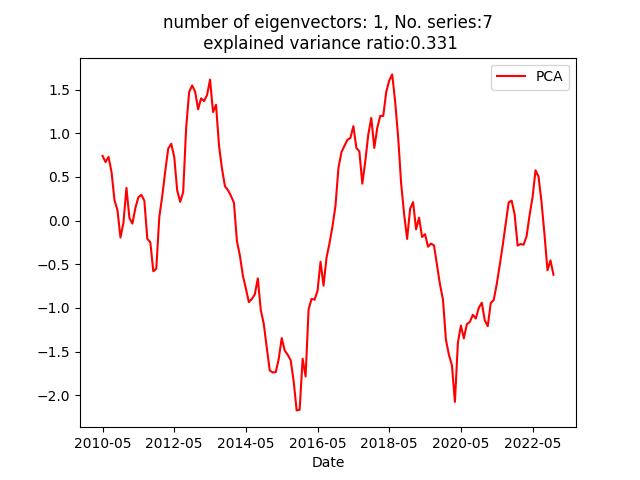 number of eigenvectors: 1, No. series:7
explained variance ratio:0.331
PCA
1.5
1.0
0.5
0.0
−0.5
−1.0
−1.5
−2.0
2010-05 2012-05 2014-05 2016-05 2018-05 2020-05 2022-05
Date